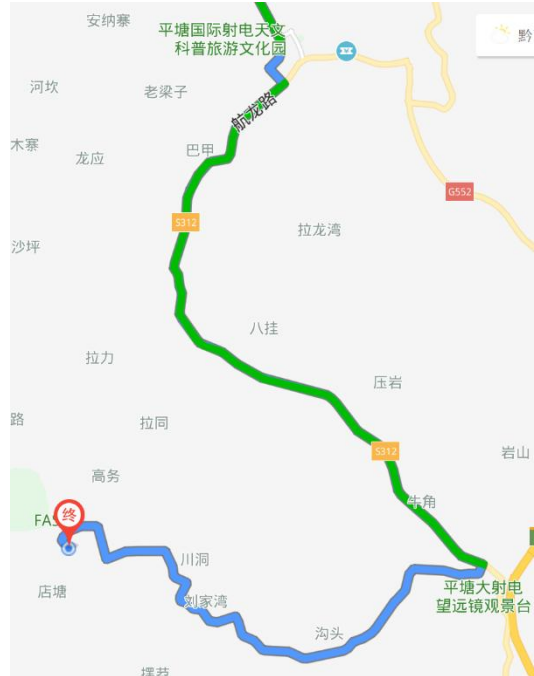 安纳寨
平塘国际射电天文
科普旅游文化园
黔
河坎
老梁子
航龙路
木寨
巴甲
龙应
G552
S312
拉龙湾
沙坪
八挂
拉力
压岩
路
拉同
S312
岩山
高务
牛角
终
川洞
店塘
平塘大射电
望远镜观景台
刘家湾
沟头